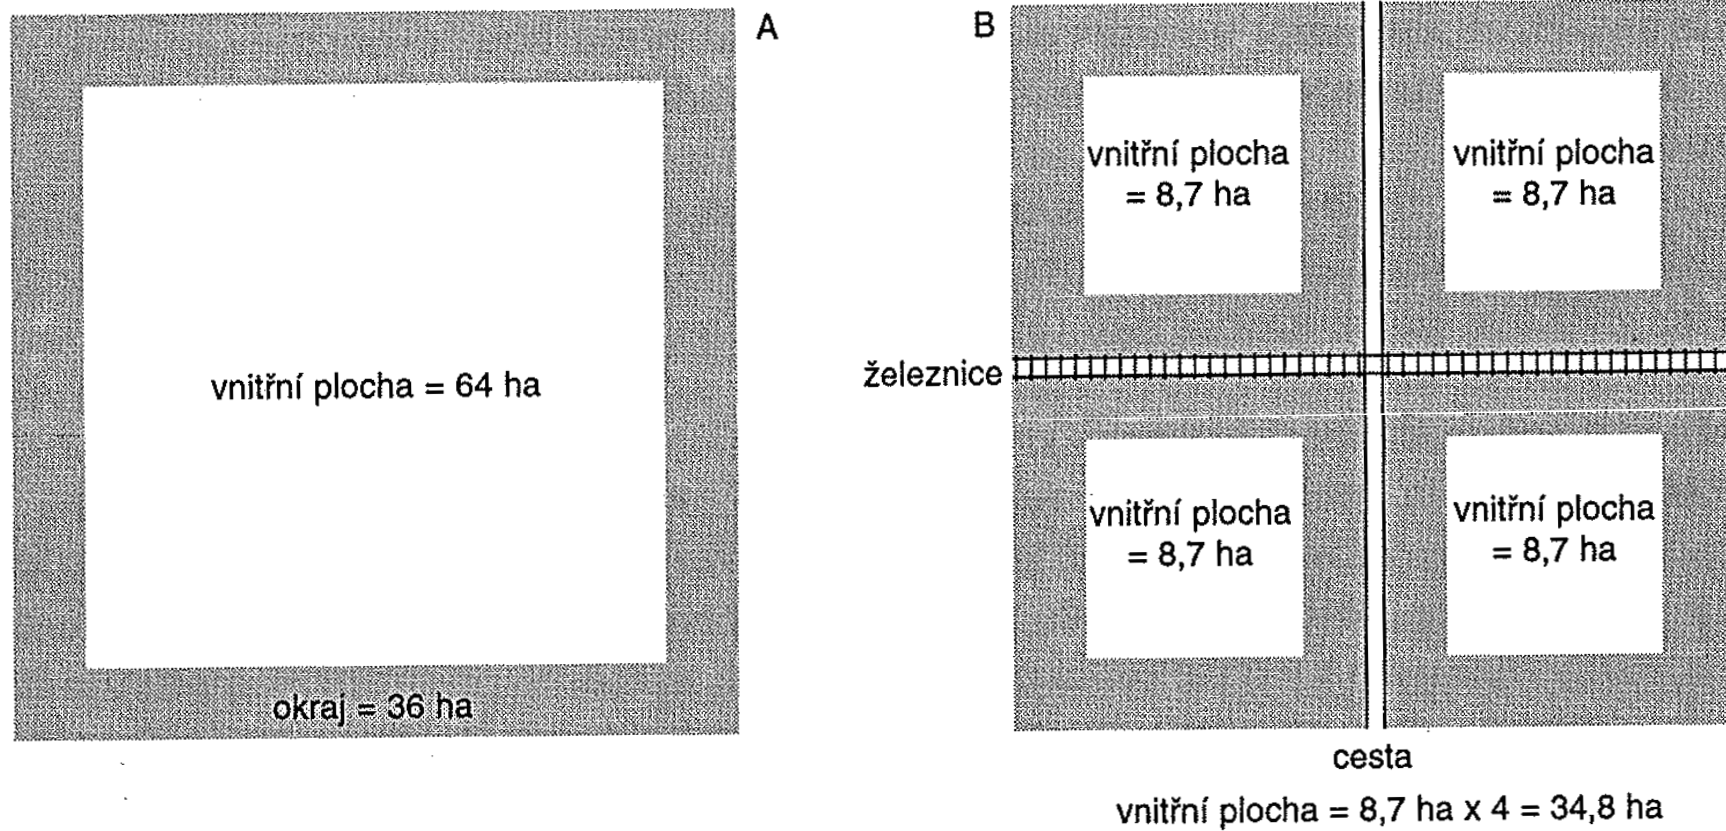 A
vnitřní plocha = 64 ha
okraj = 36 ha
B
vnitřní plocha
= 8,7 ha
vnitřní plocha
= 8,7 ha
železnice
vnitřní plocha
= 8,7 ha
vnitřní plocha
= 8,7 ha
cesta
vnitřní plocha = 8,7 ha x 4 = 34,8 ha